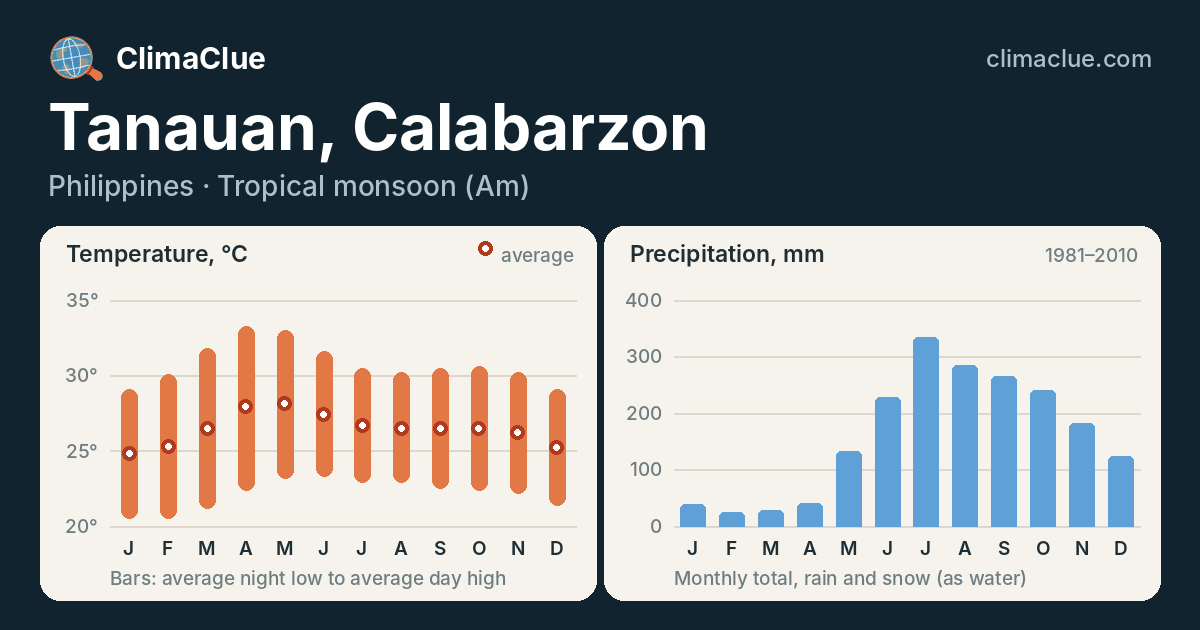 ClimaClue
climaclue.com
Tanauan, Calabarzon
Philippines · Tropical monsoon (Am)
Temperature, °C
average
35°
30°
25°
20°
J F M A M J J A S O N D
Bars: average night low to average day high
Precipitation, mm
1981–2010
400
300
200
100
0
J F M A M J J A S O N D
Monthly total, rain and snow (as water)